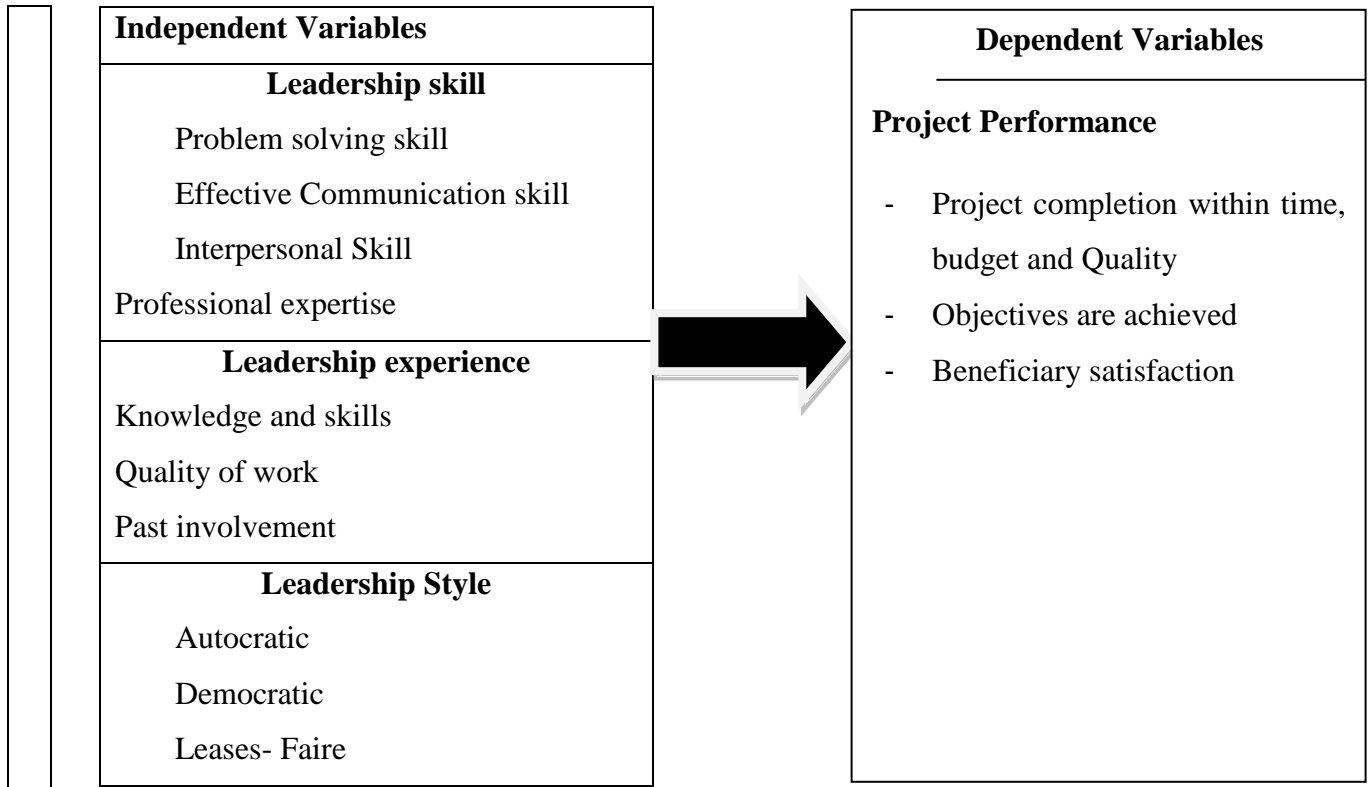 Independent Variables
Leadership skill
Problem solving skill
Effective Communication skill
Interpersonal Skill
Professional expertise
Leadership experience
Knowledge and skills
Quality of work
Past involvement
Leadership Style
Autocratic
Democratic
Leases- Faire
Dependent Variables
Project Performance
- Project completion within time,
budget and Quality
- Objectives are achieved
- Beneficiary satisfaction